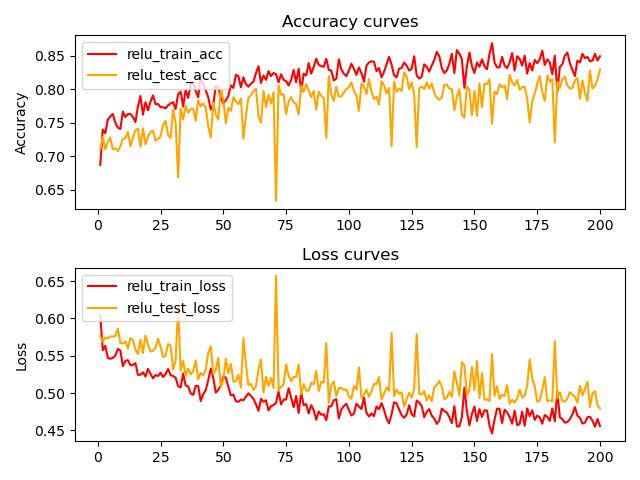 Accuracy curves
0.85
0.80
0.75
0.70
0.65
Accuracy
relu_train_acc
relu_test_acc
0 25 50 75 100 125 150 175 200
Loss curves
0.65
0.60
0.55
0.50
0.45
Loss
relu_train_loss
relu_test_loss
0 25 50 75 100 125 150 175 200